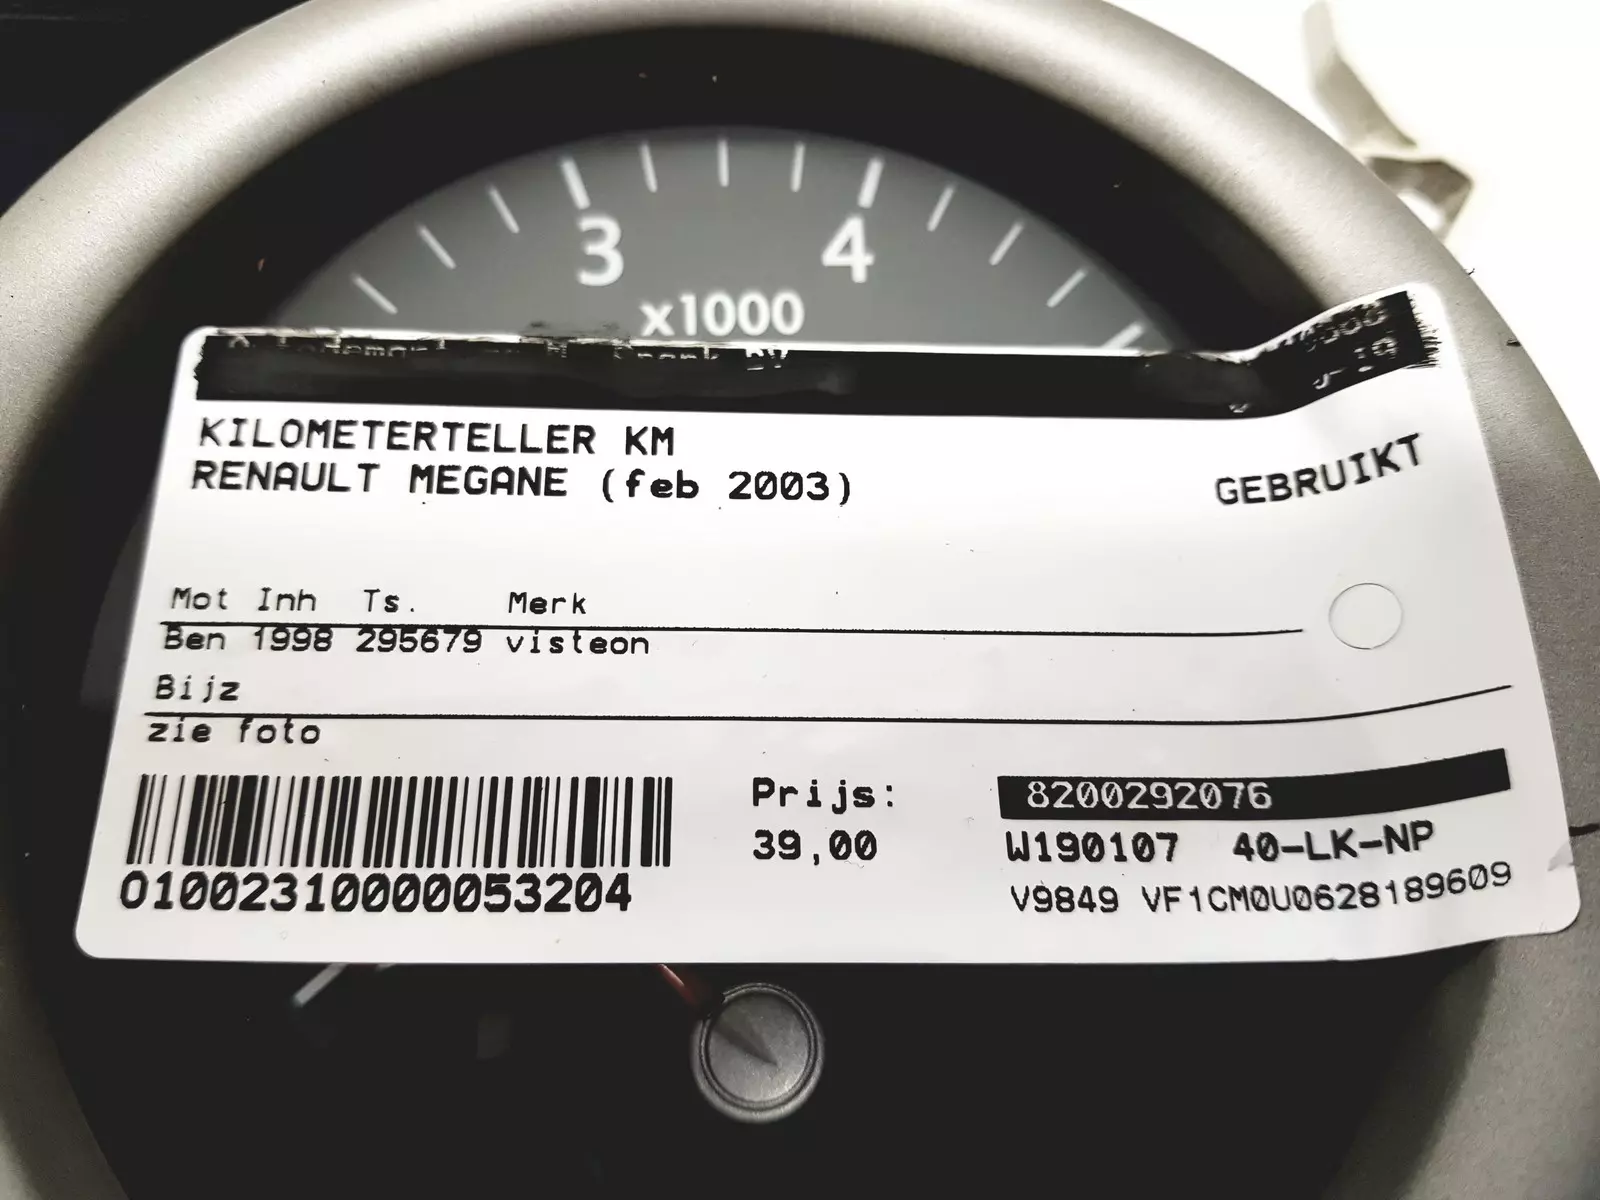 3 4
x1000
KILOMETERTELLER KM
RENAULT MEGANE (feb 2003)
GEBRUIKT
Mot Inh Ts. Merk
Ben 1998 295679 visteon
Bijz
zie foto
Prijs:
39,00
8200292076
W190107 40-LK-NP
V9849 VF1CM0U0628189609
01002310000053204